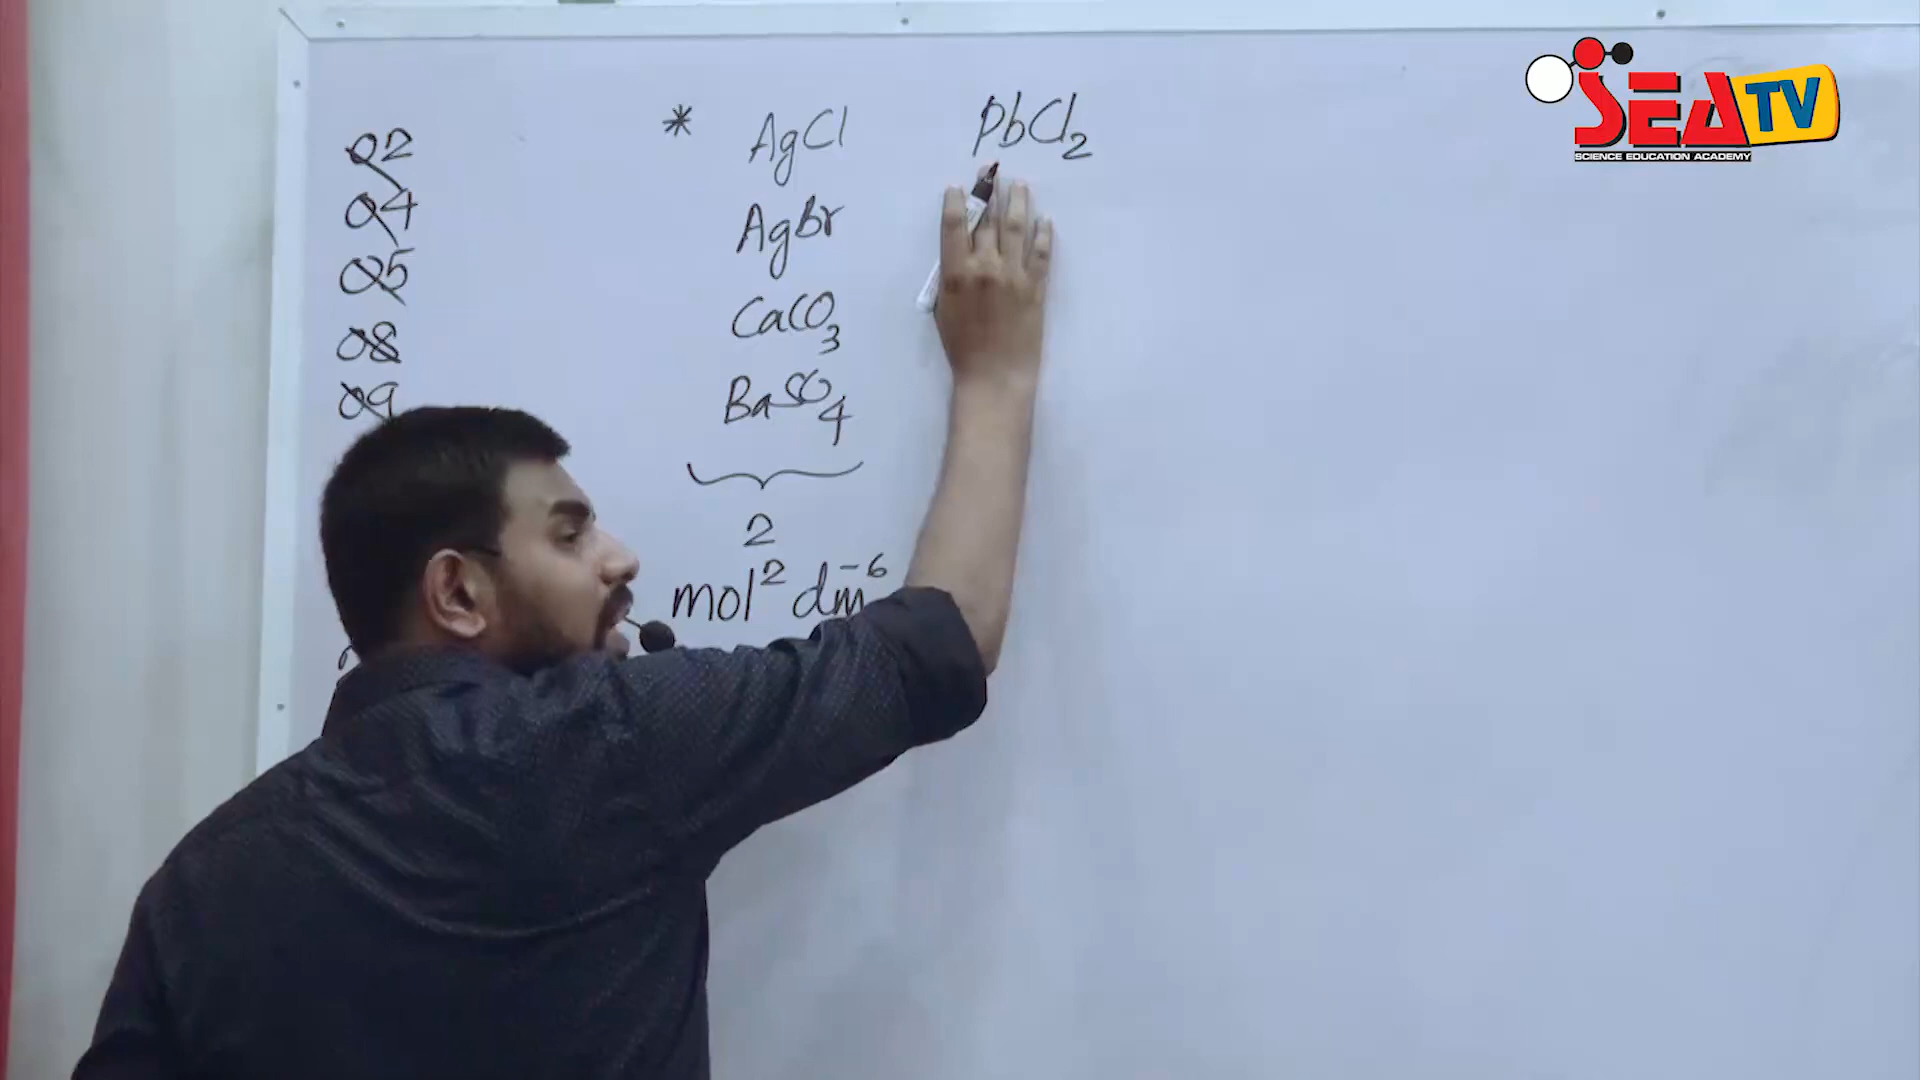 Q2
Q4
Q5
Q8
Q9
* AgCl
AgBr
CaCO₃
BaSO₄
2
mol² dm⁻⁶
PbCl₂
SEA TV
SCIENCE EDUCATION ACADEMY